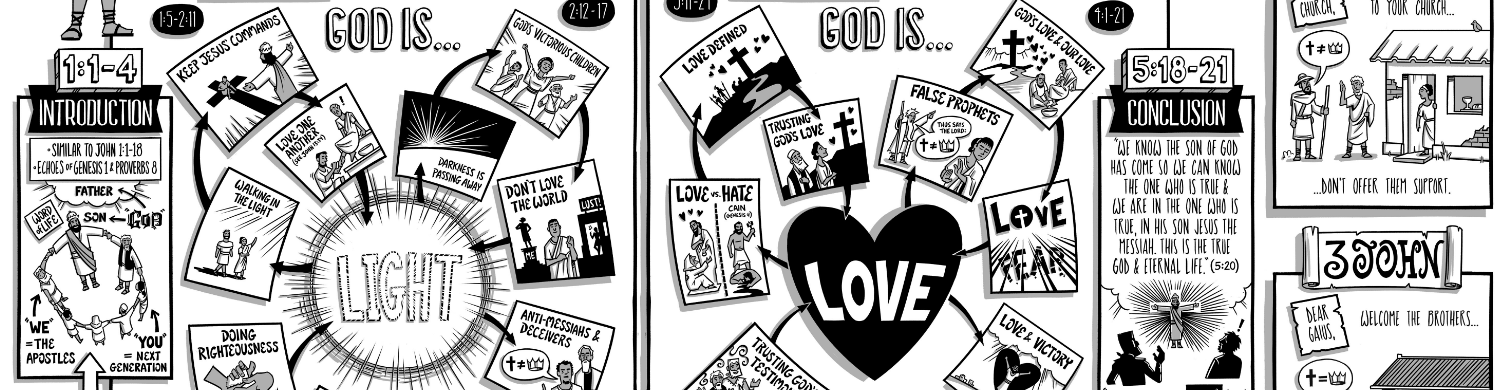 1:1-4
INTRODUCTION
•SIMILAR TO JOHN 1:1-18
•ECHOES OF GENESIS 1 & PROVERBS 8
FATHER
WORD
OF LIFE
SON
GOD
"WE"
= THE
APOSTLES
"YOU"
= NEXT
GENERATION
1:5-2:11
GOD IS...
2:12-17
KEEP JESUS' COMMANDS
LOVE ONE
ANOTHER
!
WALKING IN
THE LIGHT
DOING
RIGHTEOUSNESS
LIGHT
GOD'S VICTORIOUS CHILDREN
DARKNESS IS
PASSING AWAY
DON'T LOVE
THE WORLD
LUST!
ANTI-MESSIAHS &
DECEIVERS
≠
3:11-21
GOD IS...
4:1-21
LOVE DEFINED
TRUSTING
GOD'S LOVE
LOVE VS. HATE
CAIN
(GENESIS 4)
LOVE
TRUSTING GOD'S
FALSE PROPHETS
THUS SAYS
THE LORD:
≠
GOD'S LOVE & OUR LOVE
LOVE
FEAR
LOVE & VICTORY
5:18-21
CONCLUSION
"WE KNOW THE SON OF GOD
HAS COME SO WE CAN KNOW
THE ONE WHO IS TRUE &
WE ARE IN THE ONE WHO IS
TRUE, IN HIS SON JESUS THE
MESSIAH. THIS IS THE TRUE
GOD & ETERNAL LIFE." (5:20)
!
CHURCH,
TO YOUR CHURCH...
≠
...DON'T OFFER THEM SUPPORT.
3 JOHN
DEAR
GAIUS,
WELCOME THE BROTHERS...
=